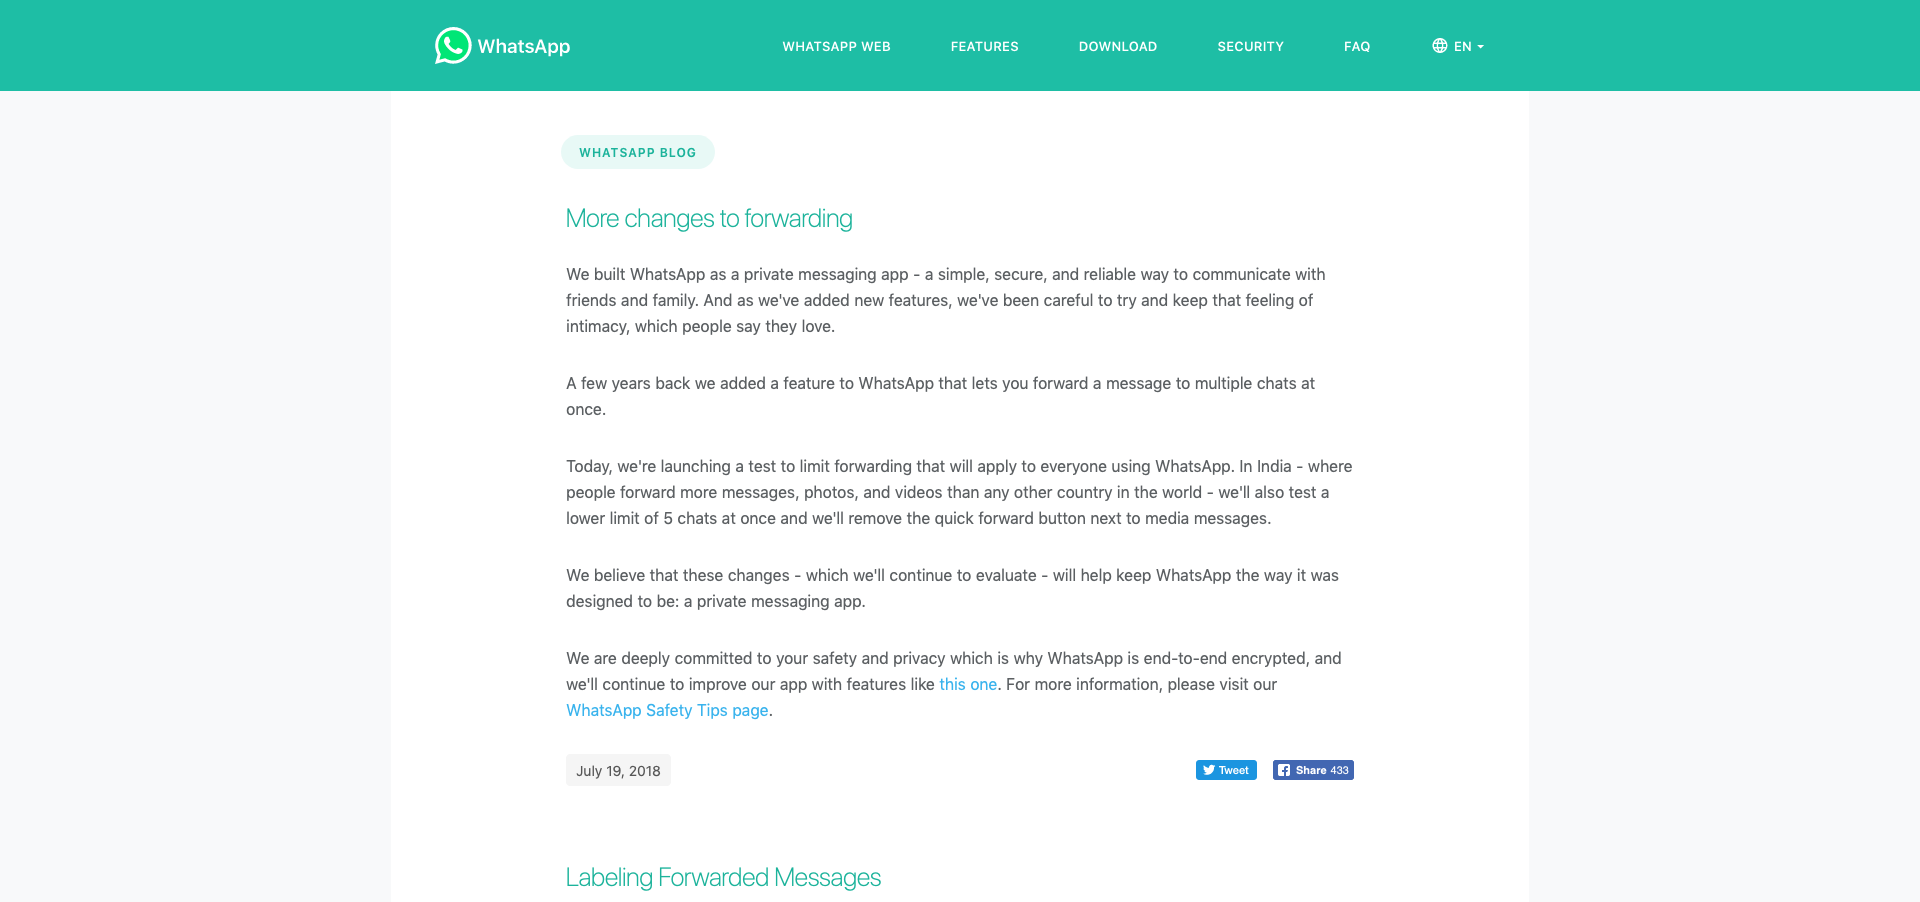 WhatsApp
WHATSAPP WEB
FEATURES
DOWNLOAD
SECURITY
FAQ
EN
WHATSAPP BLOG
More changes to forwarding
We built WhatsApp as a private messaging app - a simple, secure, and reliable way to communicate with
friends and family. And as we've added new features, we've been careful to try and keep that feeling of
intimacy, which people say they love.
A few years back we added a feature to WhatsApp that lets you forward a message to multiple chats at
once.
Today, we're launching a test to limit forwarding that will apply to everyone using WhatsApp. In India - where
people forward more messages, photos, and videos than any other country in the world - we'll also test a
lower limit of 5 chats at once and we'll remove the quick forward button next to media messages.
We believe that these changes - which we'll continue to evaluate - will help keep WhatsApp the way it was
designed to be: a private messaging app.
We are deeply committed to your safety and privacy which is why WhatsApp is end-to-end encrypted, and
we'll continue to improve our app with features like this one. For more information, please visit our
WhatsApp Safety Tips page.
July 19, 2018
Tweet
Share 433
Labeling Forwarded Messages